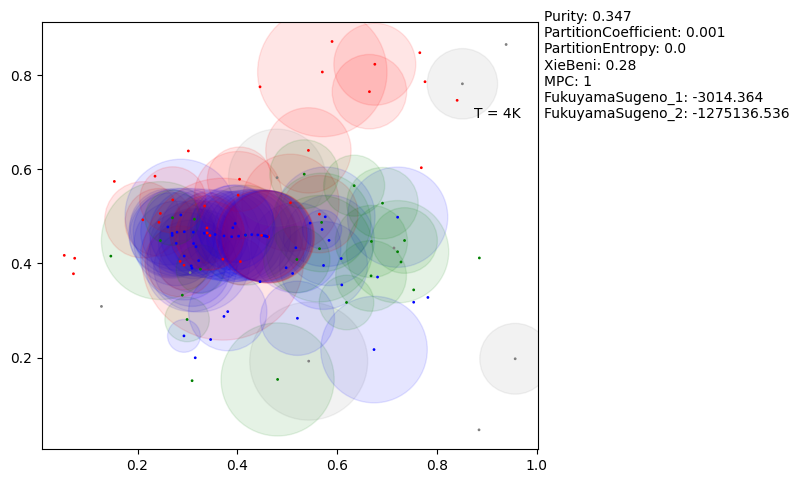 Purity: 0.347
PartitionCoefficient: 0.001
PartitionEntropy: 0.0
XieBeni: 0.28
MPC: 1
FukuyamaSugeno_1: -3014.364
FukuyamaSugeno_2: -1275136.536
T = 4K
0.8
0.6
0.4
0.2
0.2 0.4 0.6 0.8 1.0